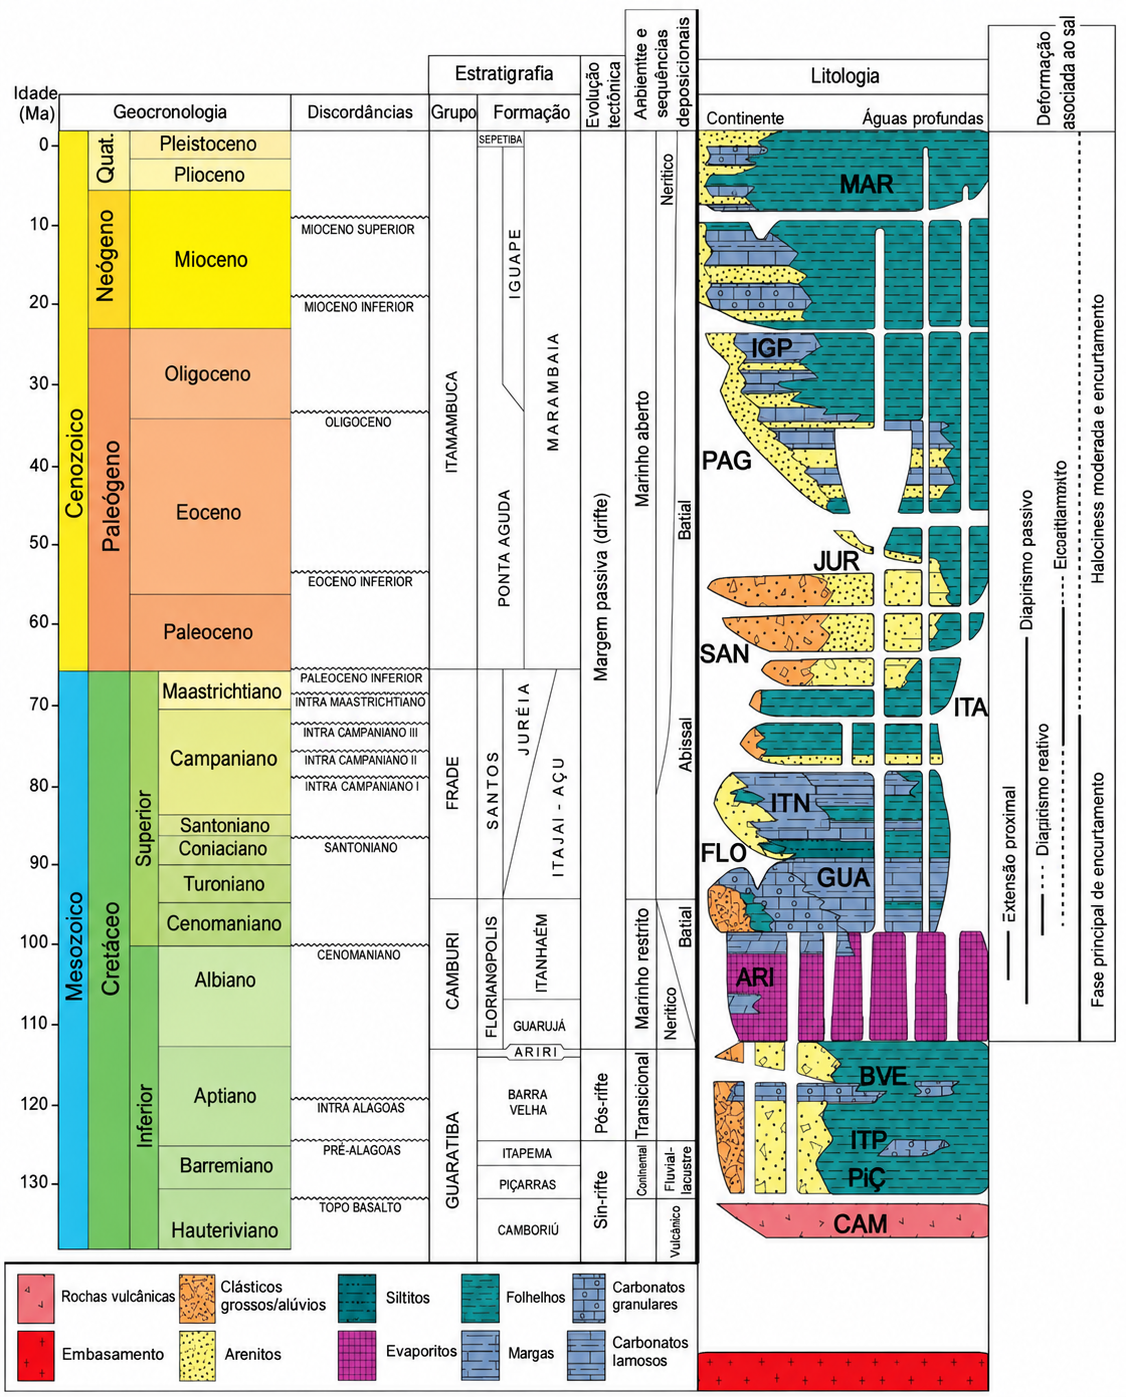 Idade
(Ma)
Geocronologia
Discordâncias
Estratigrafia
Grupo
Formação
Evolução
tectônica
Anbientte e
sequências
deposicionais
Litologia
Continente
Águas profundas
Deformação
asociada ao sal
0
10
20
30
40
50
60
70
80
90
100
110
120
130
Cenozoico
Mesozoico
Quat.
Neógeno
Paleógeno
Cretáceo
Superior
Inferior
Pleistoceno
Plioceno
Mioceno
Oligoceno
Eoceno
Paleoceno
Maastrichtiano
Campaniano
Santoniano
Coniaciano
Turoniano
Cenomaniano
Albiano
Aptiano
Barremiano
Hauteriviano
MIOCENO SUPERIOR
MIOCENO INFERIOR
OLIGOCENO
EOCENO INFERIOR
PALEOCENO INFERIOR
INTRA MAASTRICHTIANO
INTRA CAMPANIANO III
INTRA CAMPANIANO II
INTRA CAMPANIANO I
SANTONIANO
CENOMANIANO
INTRA ALAGOAS
PRÉ-ALAGOAS
TOPO BASALTO
ITAMAMBUCA
FRADE
CAMBURI
GUARATIBA
SEPETIBA
IGUAPE
MARAMBAIA
PONTA AGUDA
SANTOS
JURÉIA
ITAJAI - AÇU
FLORIANÓPOLIS
ITANHAÉM
GUARUJÁ
ARIRI
BARRA
VELHA
ITAPEMA
PIÇARRAS
CAMBORIÚ
Margem passiva (drifte)
Pós-rifte
Sin-rifte
Marinho aberto
Marinho restrito
Transicional
Continental
Nerítico
Batial
Abissal
Batial
Nerítico
Fluvial-
lacustre
Vulcânico
MAR
IGP
PAG
JUR
SAN
ITA
ITN
FLO
GUA
ARI
BVE
ITP
PiÇ
CAM
Extensão proximal
Diapirismo passivo
Diapirismo reativo
Halociness moderada e encurtamento
Fase principal de encurtamento
Rochas vulcânicas
Clásticos
grossos/alúvios
Siltitos
Folhelhos
Carbonatos
granulares
Embasamento
Arenitos
Evaporitos
Margas
Carbonatos
lamosos